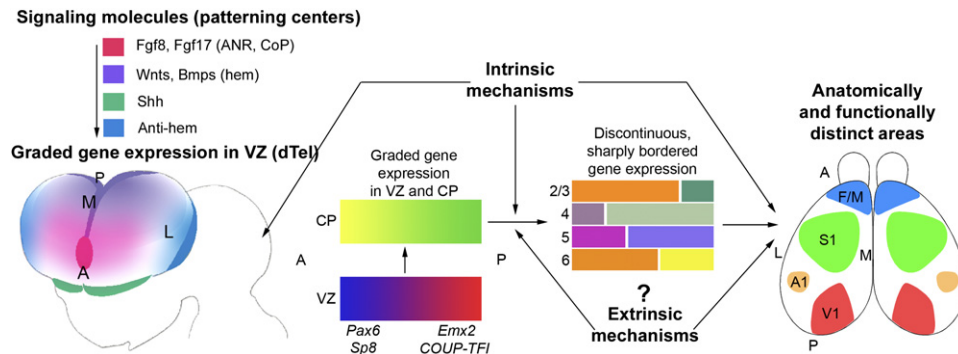 Signaling molecules (patterning centers)
Fgf8, Fgf17 (ANR, CoP)
Wnts, Bmps (hem)
Shh
Anti-hem
Graded gene expression in VZ (dTel)
P
M
L
A
Intrinsic
mechanisms
Graded gene
expression
in VZ and CP
CP
A
P
VZ
Pax6
Sp8
Emx2
COUP-TFI
Discontinuous,
sharply bordered
gene expression
2/3
4
5
6
?
Extrinsic
mechanisms
Anatomically
and functionally
distinct areas
A
F/M
S1
L
M
A1
V1
P